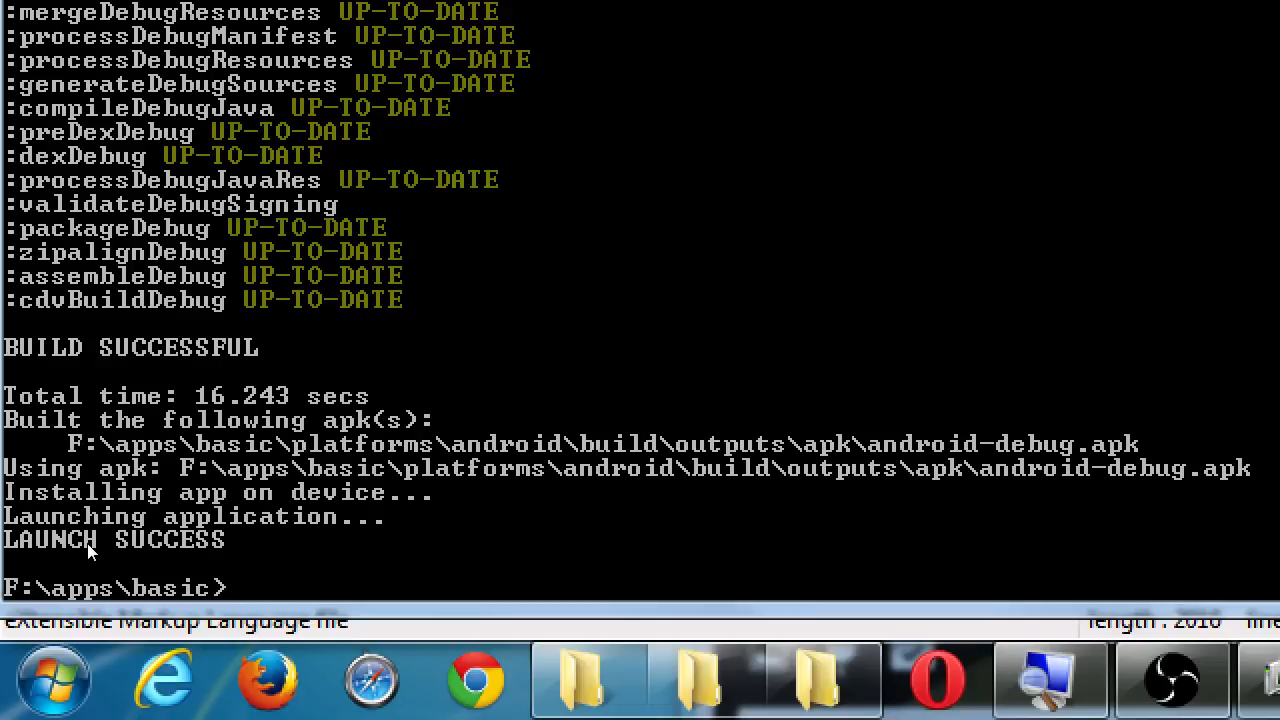 :mergeDebugResources UP-TO-DATE
:processDebugManifest UP-TO-DATE
:processDebugResources UP-TO-DATE
:generateDebugSources UP-TO-DATE
:compileDebugJava UP-TO-DATE
:preDexDebug UP-TO-DATE
:dexDebug UP-TO-DATE
:processDebugJavaRes UP-TO-DATE
:validateDebugSigning
:packageDebug UP-TO-DATE
:zipalignDebug UP-TO-DATE
:assembleDebug UP-TO-DATE
:cdvBuildDebug UP-TO-DATE
BUILD SUCCESSFUL
Total time: 16.243 secs
Built the following apk(s):
F:\apps\basic\platforms\android\build\outputs\apk\android-debug.apk
Using apk: F:\apps\basic\platforms\android\build\outputs\apk\android-debug.apk
Installing app on device...
Launching application...
LAUNCH SUCCESS
F:\apps\basic>
eXtensible Markup Language file length : 2010